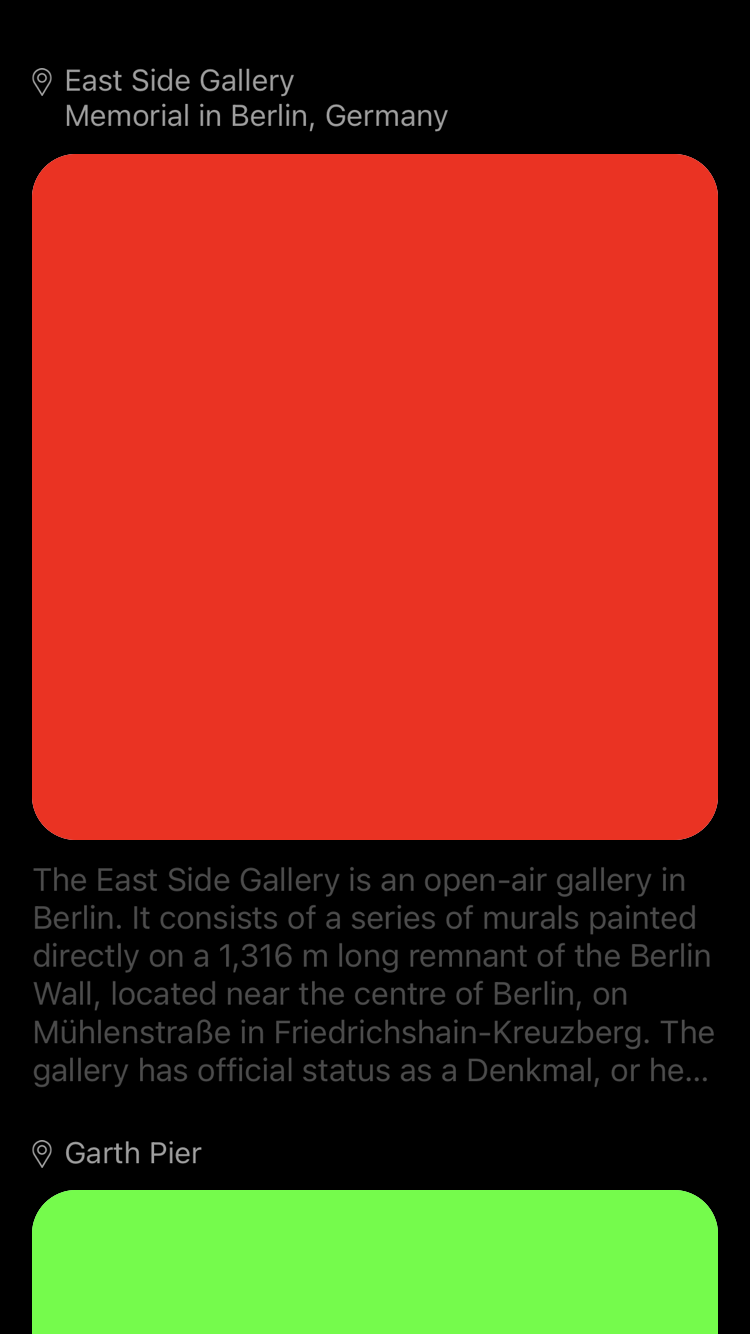 East Side Gallery
Memorial in Berlin, Germany
The East Side Gallery is an open-air gallery in
Berlin. It consists of a series of murals painted
directly on a 1,316 m long remnant of the Berlin
Wall, located near the centre of Berlin, on
Mühlenstraße in Friedrichshain-Kreuzberg. The
gallery has official status as a Denkmal, or he...
Garth Pier